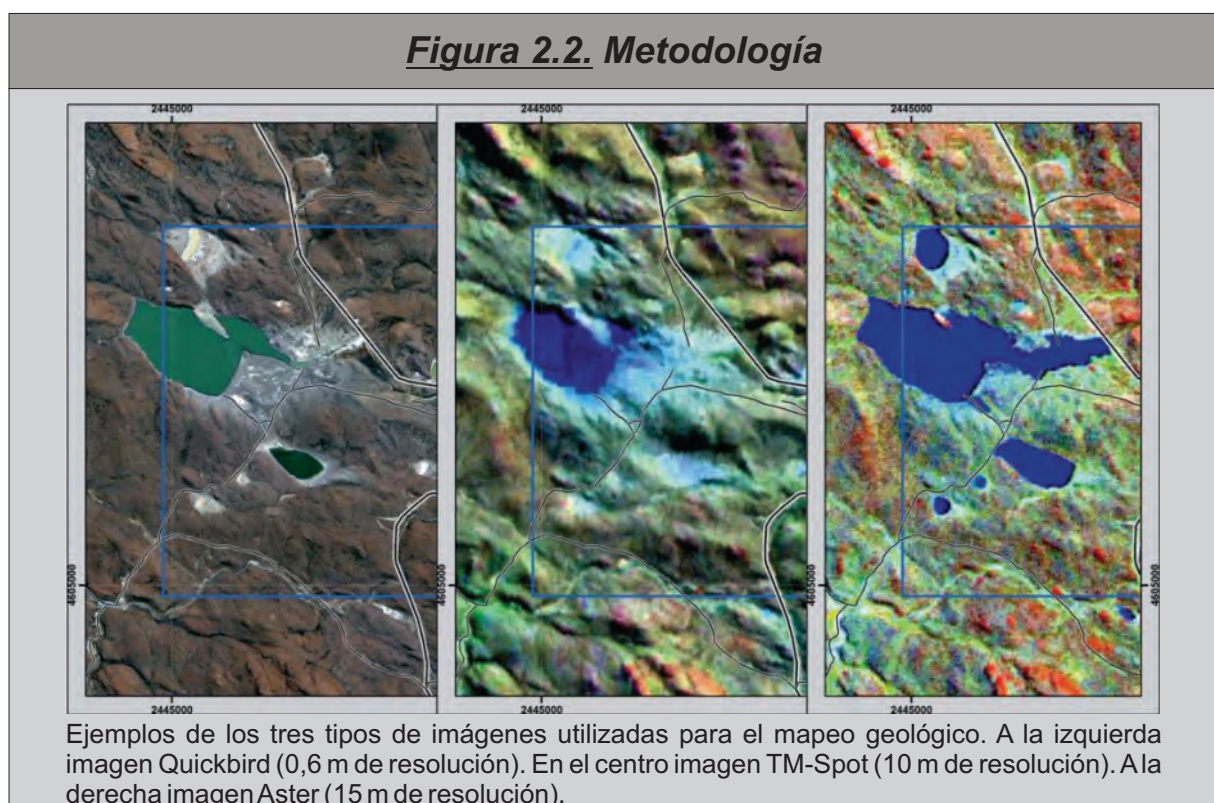 Figura 2.2. Metodología
2445000
2445000
2445000
4605000
4605000
4605000
4605000
2445000
2445000
2445000
Ejemplos de los tres tipos de imágenes utilizadas para el mapeo geológico. A la izquierda
imagen Quickbird (0,6 m de resolución). En el centro imagen TM-Spot (10 m de resolución). A la
derecha imagen Aster (15 m de resolución).